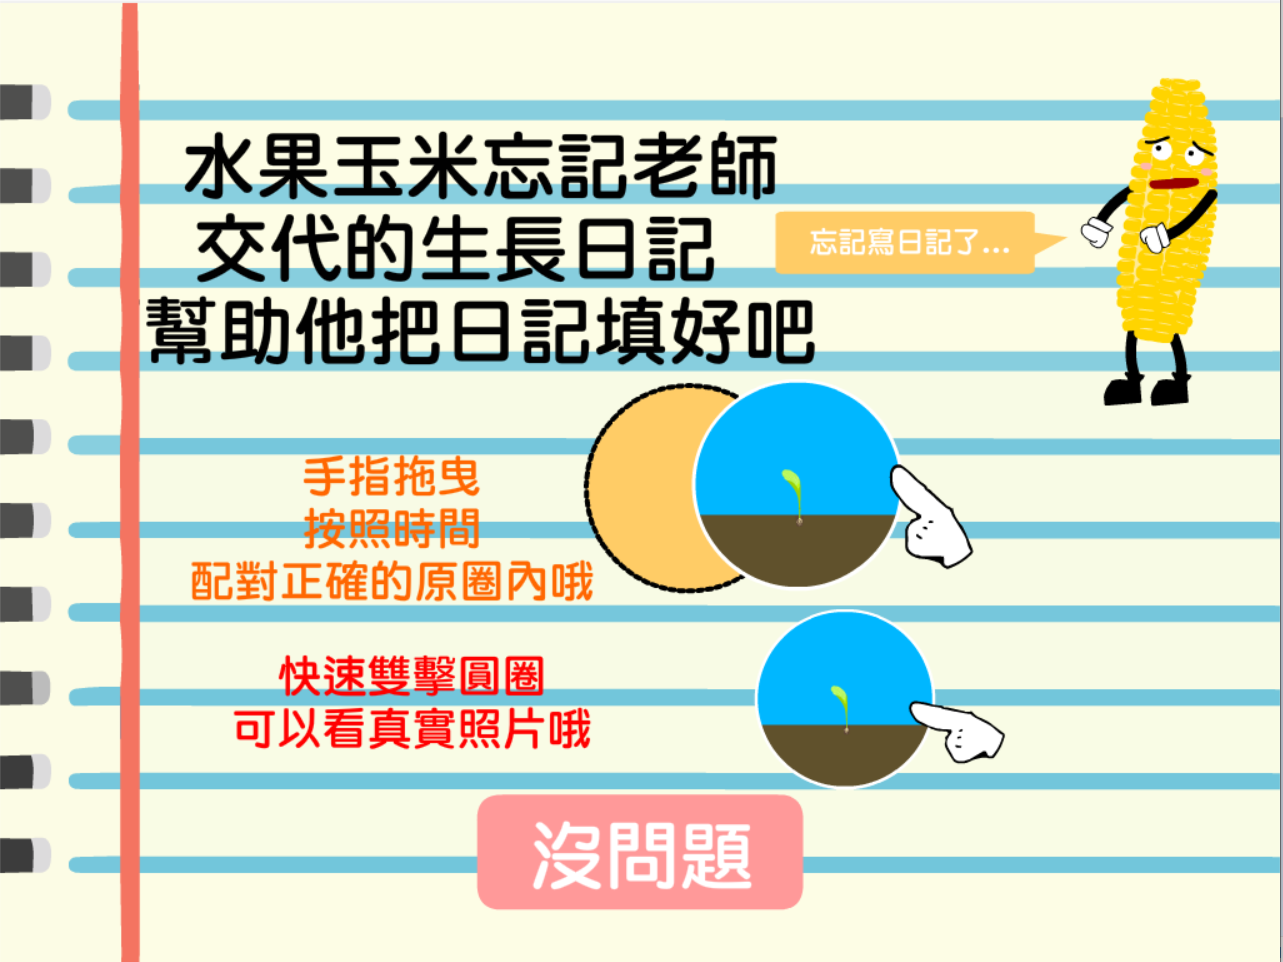 水果玉米忘記老師
交代的生長日記
幫助他把日記填好吧
忘記寫日記了...
手指拖曳
按照時間
配對正確的原圈內哦
快速雙擊圓圈
可以看真實照片哦
沒問題